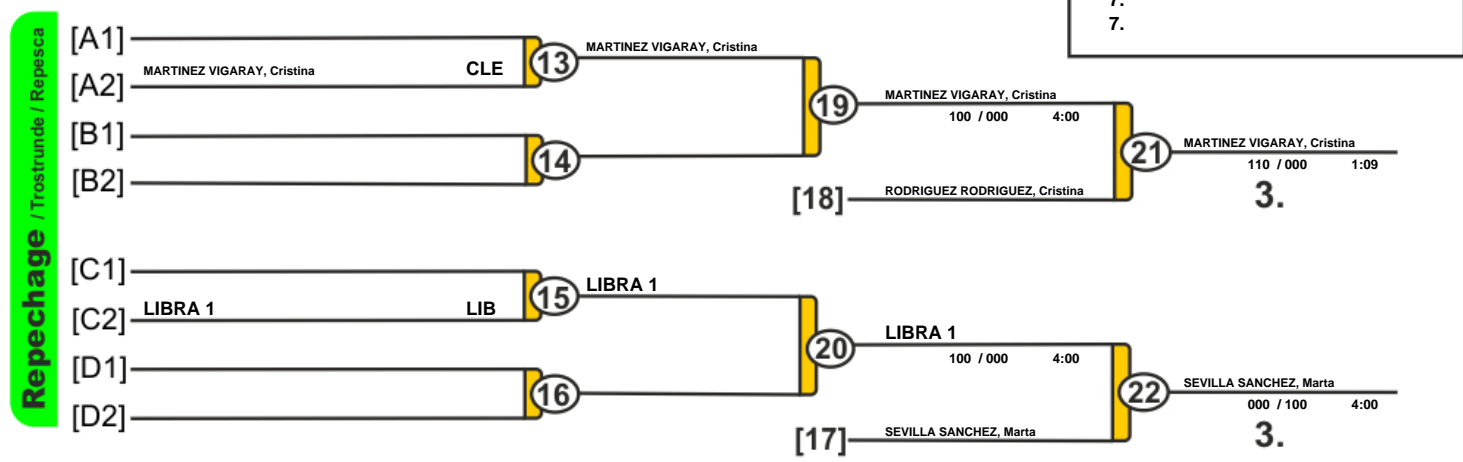 7.
7.
Repechage / Trostrunde / Repesca
[A1]
MARTINEZ VIGARAY, Cristina CLE
[A2]
13
MARTINEZ VIGARAY, Cristina
[B1]
[B2]
14
19
MARTINEZ VIGARAY, Cristina
100 / 000 4:00
[18] RODRIGUEZ RODRIGUEZ, Cristina
21
MARTINEZ VIGARAY, Cristina
110 / 000 1:09
3.
[C1]
[C2] LIBRA 1 LIB
15
LIBRA 1
[D1]
[D2]
16
20
LIBRA 1
100 / 000 4:00
[17] SEVILLA SANCHEZ, Marta
22
SEVILLA SANCHEZ, Marta
000 / 100 4:00
3.